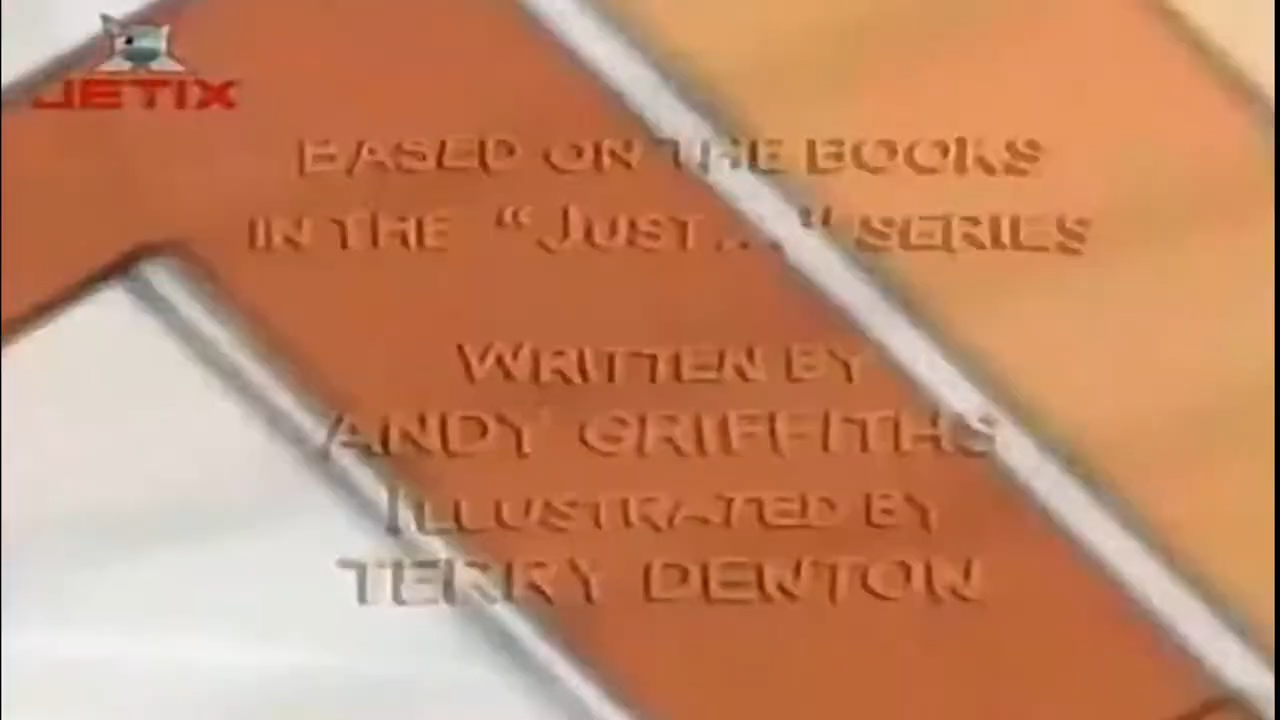 JETIX
BASED ON THE BOOKS
IN THE "JUST..." SERIES
WRITTEN BY
ANDY GRIFFITHS
ILLUSTRATED BY
TERRY DENTON